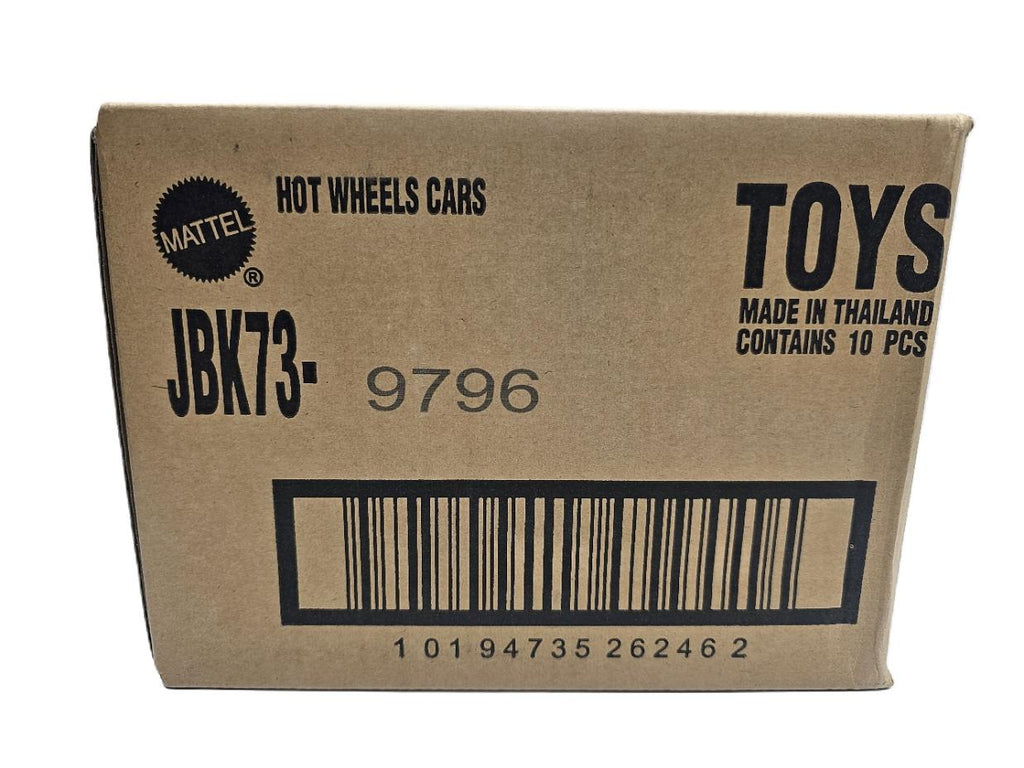 MATTEL
®
HOT WHEELS CARS
JBK73- 9796
TOYS
MADE IN THAILAND
CONTAINS 10 PCS
1 01 94735 26246 2